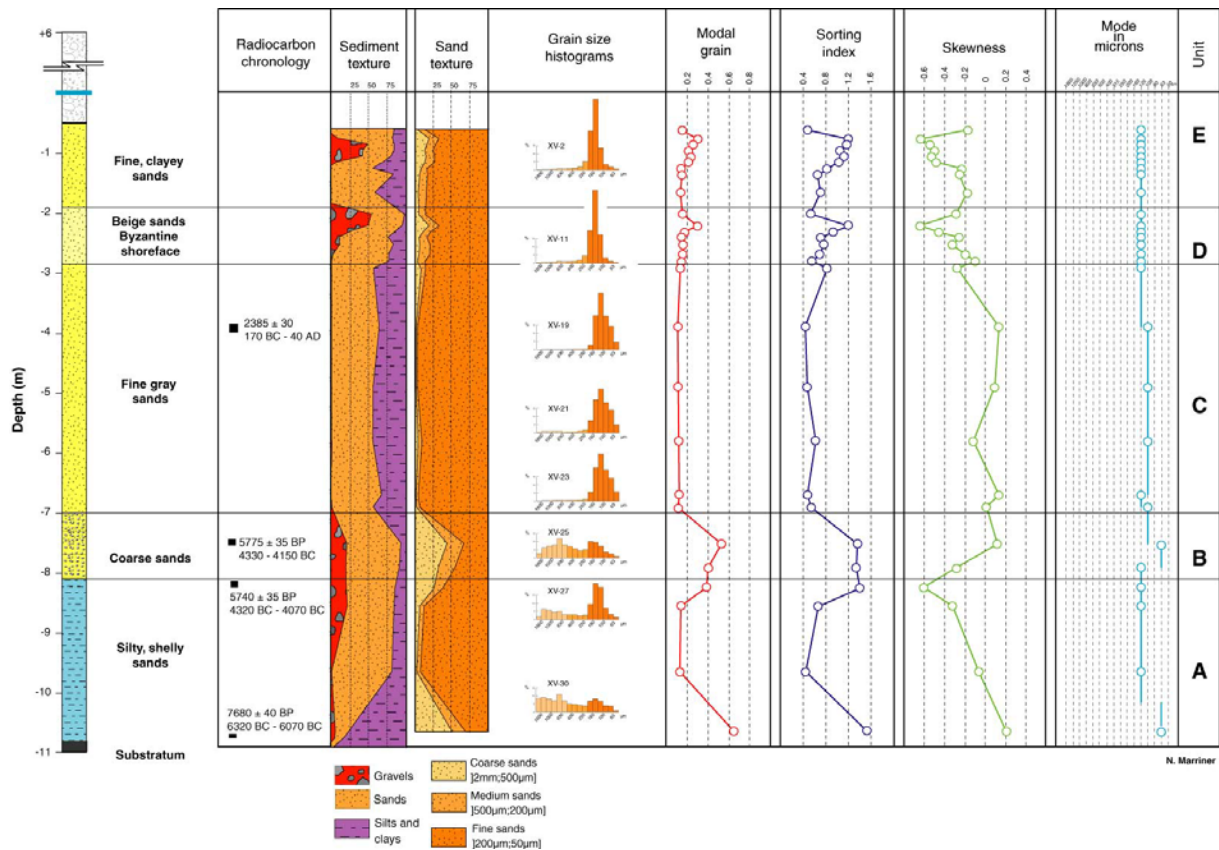 +6
Radiocarbon
chronology
Sediment
texture
25 50 75
Sand
texture
25 50 75
Grain size
histograms
Modal
grain
0.2 0.4 0.6 0.8
Sorting
index
0.4 0.8 1.2 1.6
Skewness
-0.6 -0.2 0 0.2 0.4
Mode
in
microns
Unit
Depth (m)
-1
-2
-3
-4
-5
-6
-7
-8
-9
-10
-11
Fine, clayey
sands
XV-2
E
Beige sands
Byzantine
shoreface
XV-11
D
Fine gray
sands
2385 ± 30
170 BC - 40 AD
XV-19
XV-21
XV-23
C
Coarse sands
5775 ± 35 BP
4330 - 4150 BC
XV-25
B
Silty, shelly
sands
5740 ± 35 BP
4320 BC - 4070 BC
XV-27
7680 ± 40 BP
6320 BC - 6070 BC
XV-30
A
Substratum
N. Marriner
Gravels
Sands
Silts and
clays
Coarse sands
]2mm;500µm]
Medium sands
]500µm;200µm]
Fine sands
]200µm;50µm]